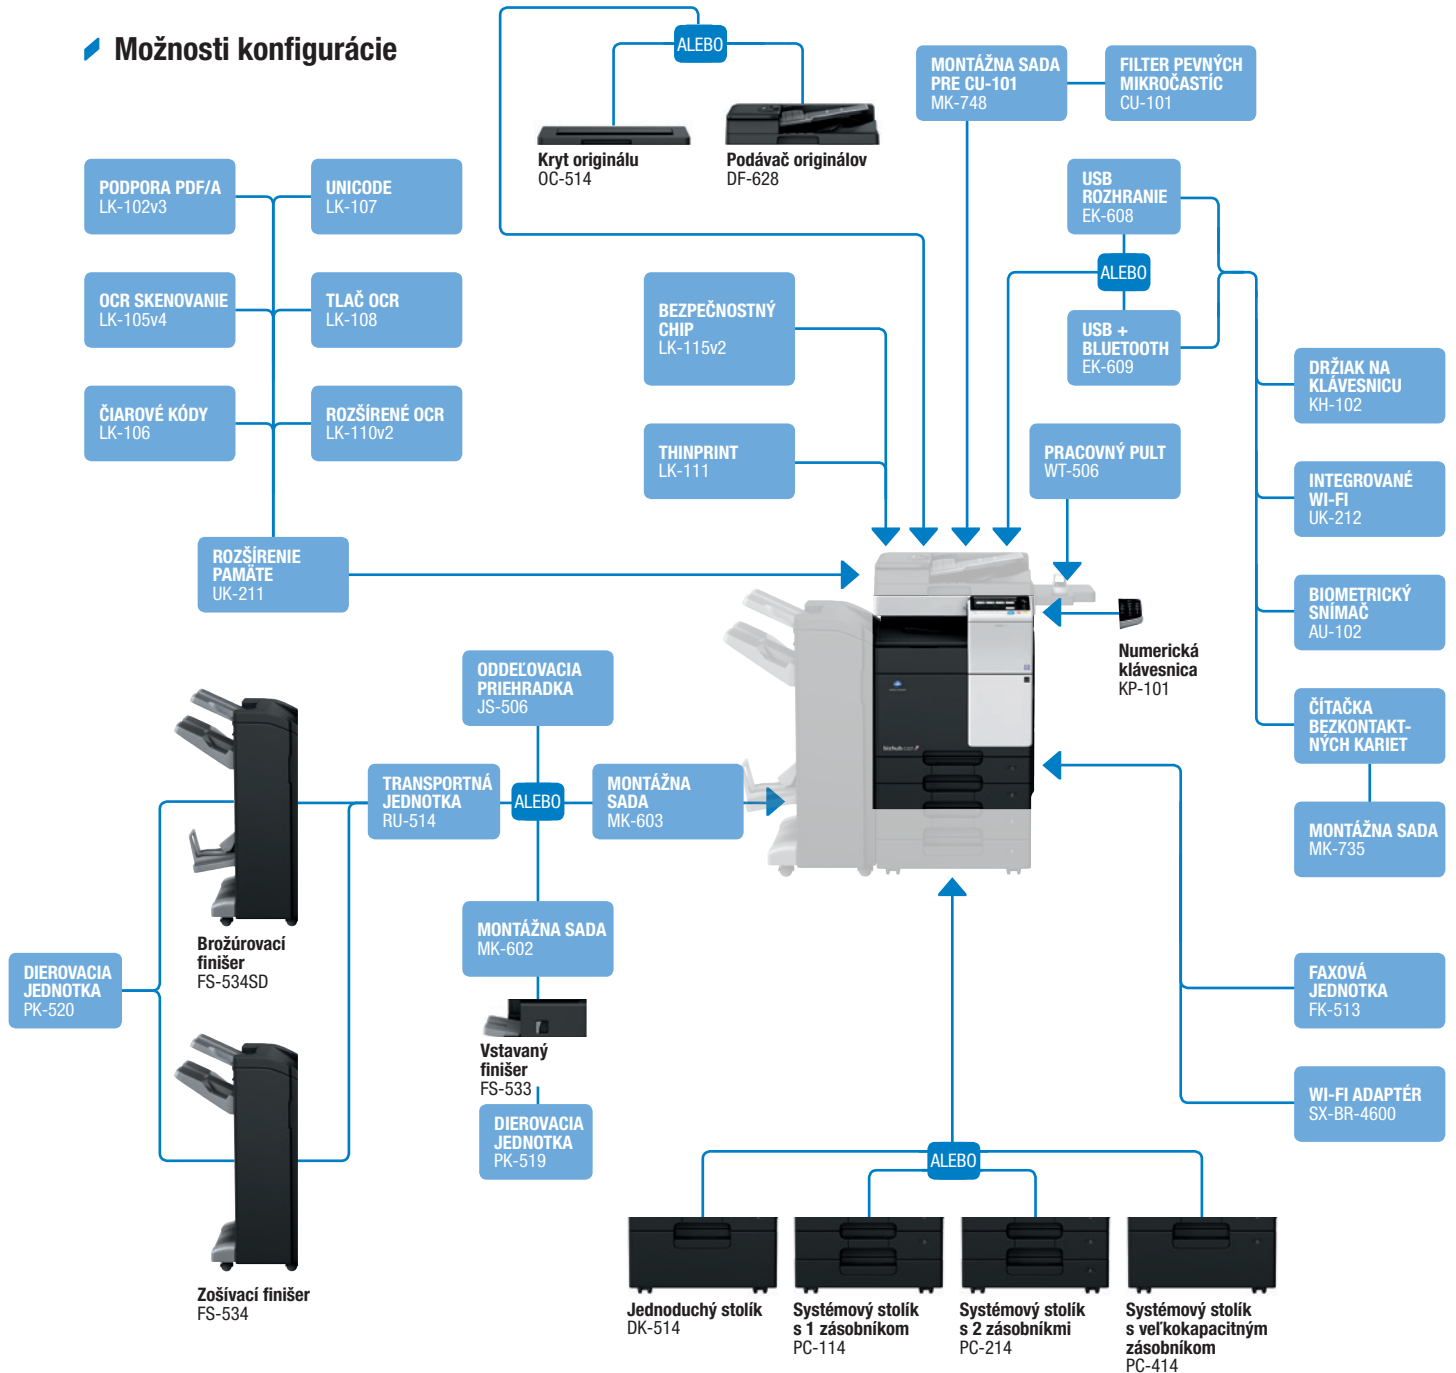 Možnosti konfigurácie
ALEBO
Kryt originálu
OC-514
Podávač originálov
DF-628
MONTÁŽNA SADA
PRE CU-101
MK-748
FILTER PEVNÝCH
MIKROČASTÍC
CU-101
PODPORA PDF/A
LK-102v3
UNICODE
LK-107
OCR SKENOVANIE
LK-105v4
TLAČ OCR
LK-108
ČIAROVÉ KÓDY
LK-106
ROZŠÍRENÉ OCR
LK-110v2
ROZŠÍRENIE
PAMÄTE
UK-211
BEZPEČNOSTNÝ
CHIP
LK-115v2
THINPRINT
LK-111
USB
ROZHRANIE
EK-608
ALEBO
USB +
BLUETOOTH
EK-609
PRACOVNÝ PULT
WT-506
DRŽIAK NA
KLÁVESNICU
KH-102
INTEGROVANÉ
WI-FI
UK-212
BIOMETRICKÝ
SNÍMAČ
AU-102
ČÍTAČKA
BEZKONTAKT-
NÝCH KARIET
MONTÁŽNA SADA
MK-735
Numerická
klávesnica
KP-101
bizhub
ODDEĽOVACIA
PRIEHRADKA
JS-506
TRANSPORTNÁ
JEDNOTKA
RU-514
ALEBO
MONTÁŽNA
SADA
MK-603
MONTÁŽNA SADA
MK-602
Vstavaný
finišer
FS-533
DIEROVACIA
JEDNOTKA
PK-519
Brožúrovací
finišer
FS-534SD
DIEROVACIA
JEDNOTKA
PK-520
Zošívací finišer
FS-534
FAXOVÁ
JEDNOTKA
FK-513
WI-FI ADAPTÉR
SX-BR-4600
ALEBO
Jednoduchý stolík
DK-514
Systémový stolík
s 1 zásobníkom
PC-114
Systémový stolík
s 2 zásobníkmi
PC-214
Systémový stolík
s veľkokapacitným
zásobníkom
PC-414